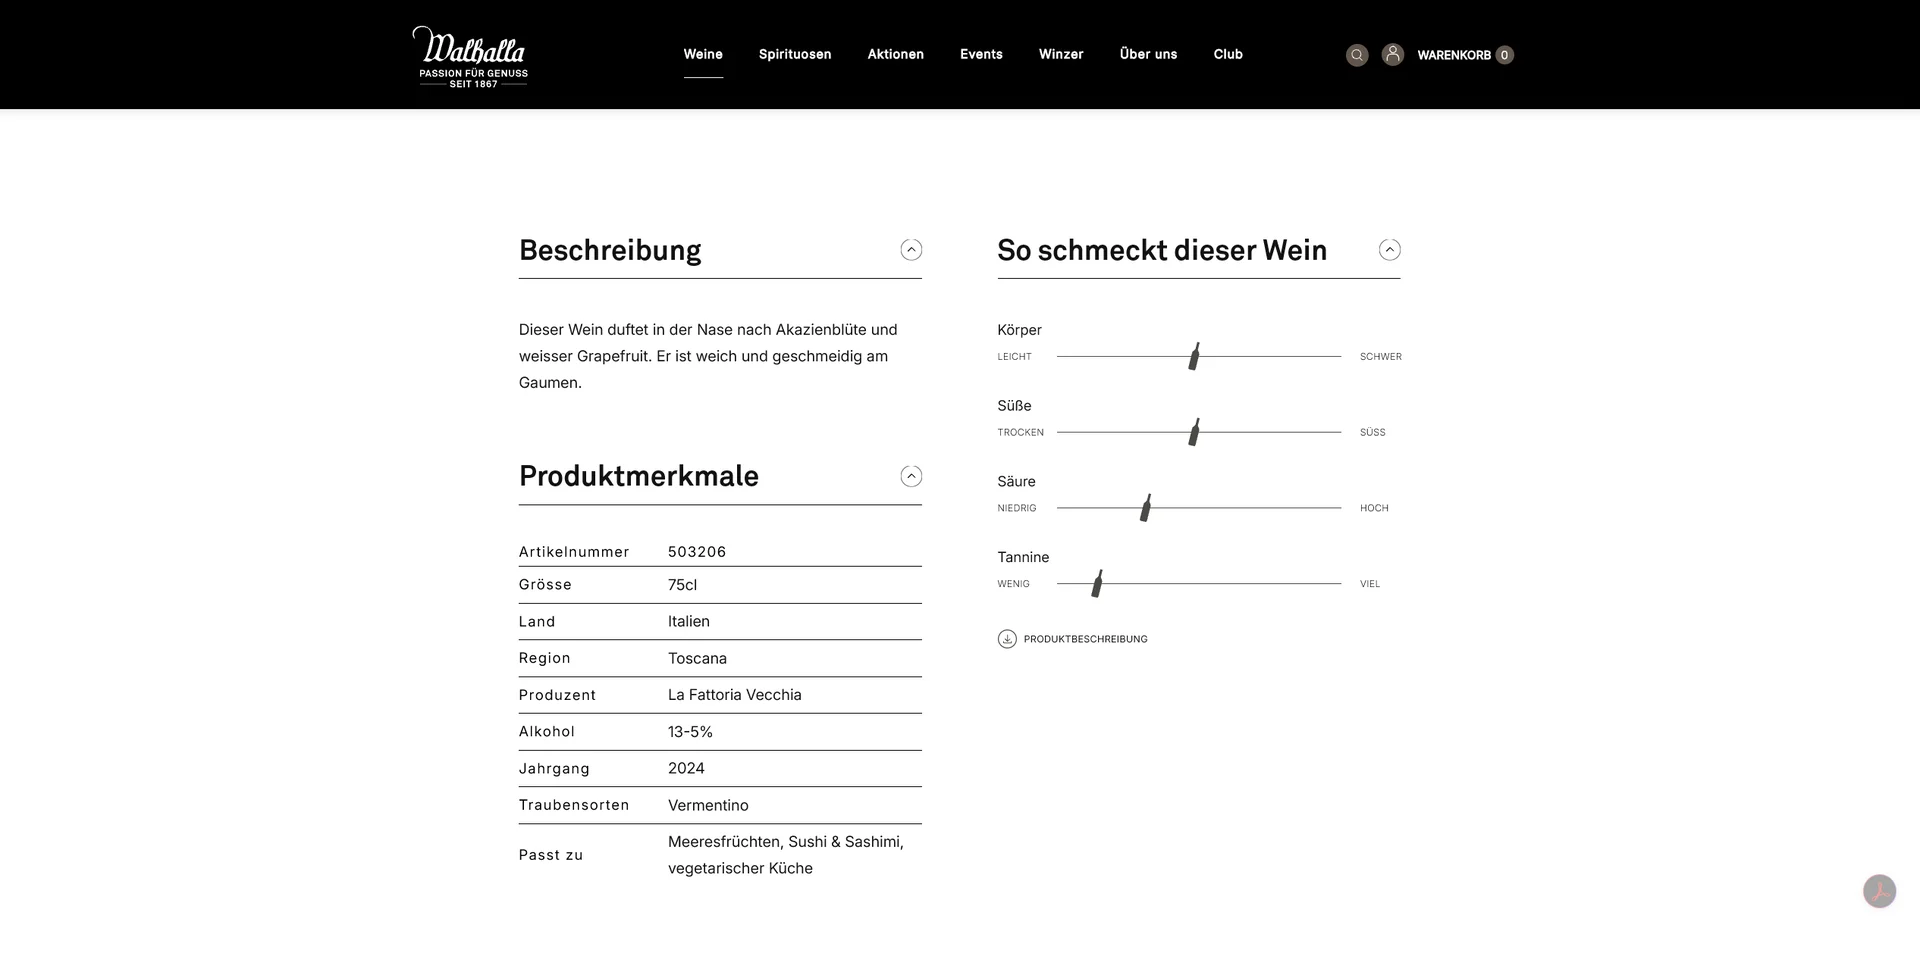 Walhalla
PASSION FÜR GENUSS
SEIT 1867
Weine
Spirituosen
Aktionen
Events
Winzer
Über uns
Club
WARENKORB 0
Beschreibung
Dieser Wein duftet in der Nase nach Akazienblüte und
weisser Grapefruit. Er ist weich und geschmeidig am
Gaumen.
Produktmerkmale
Artikelnummer 503206
Grösse 75cl
Land Italien
Region Toscana
Produzent La Fattoria Vecchia
Alkohol 13-5%
Jahrgang 2024
Traubensorten Vermentino
Passt zu Meeresfrüchten, Sushi & Sashimi,
vegetarischer Küche
So schmeckt dieser Wein
Körper
LEICHT SCHWER
Süße
TROCKEN SÜSS
Säure
NIEDRIG HOCH
Tannine
WENIG VIEL
PRODUKTBESCHREIBUNG